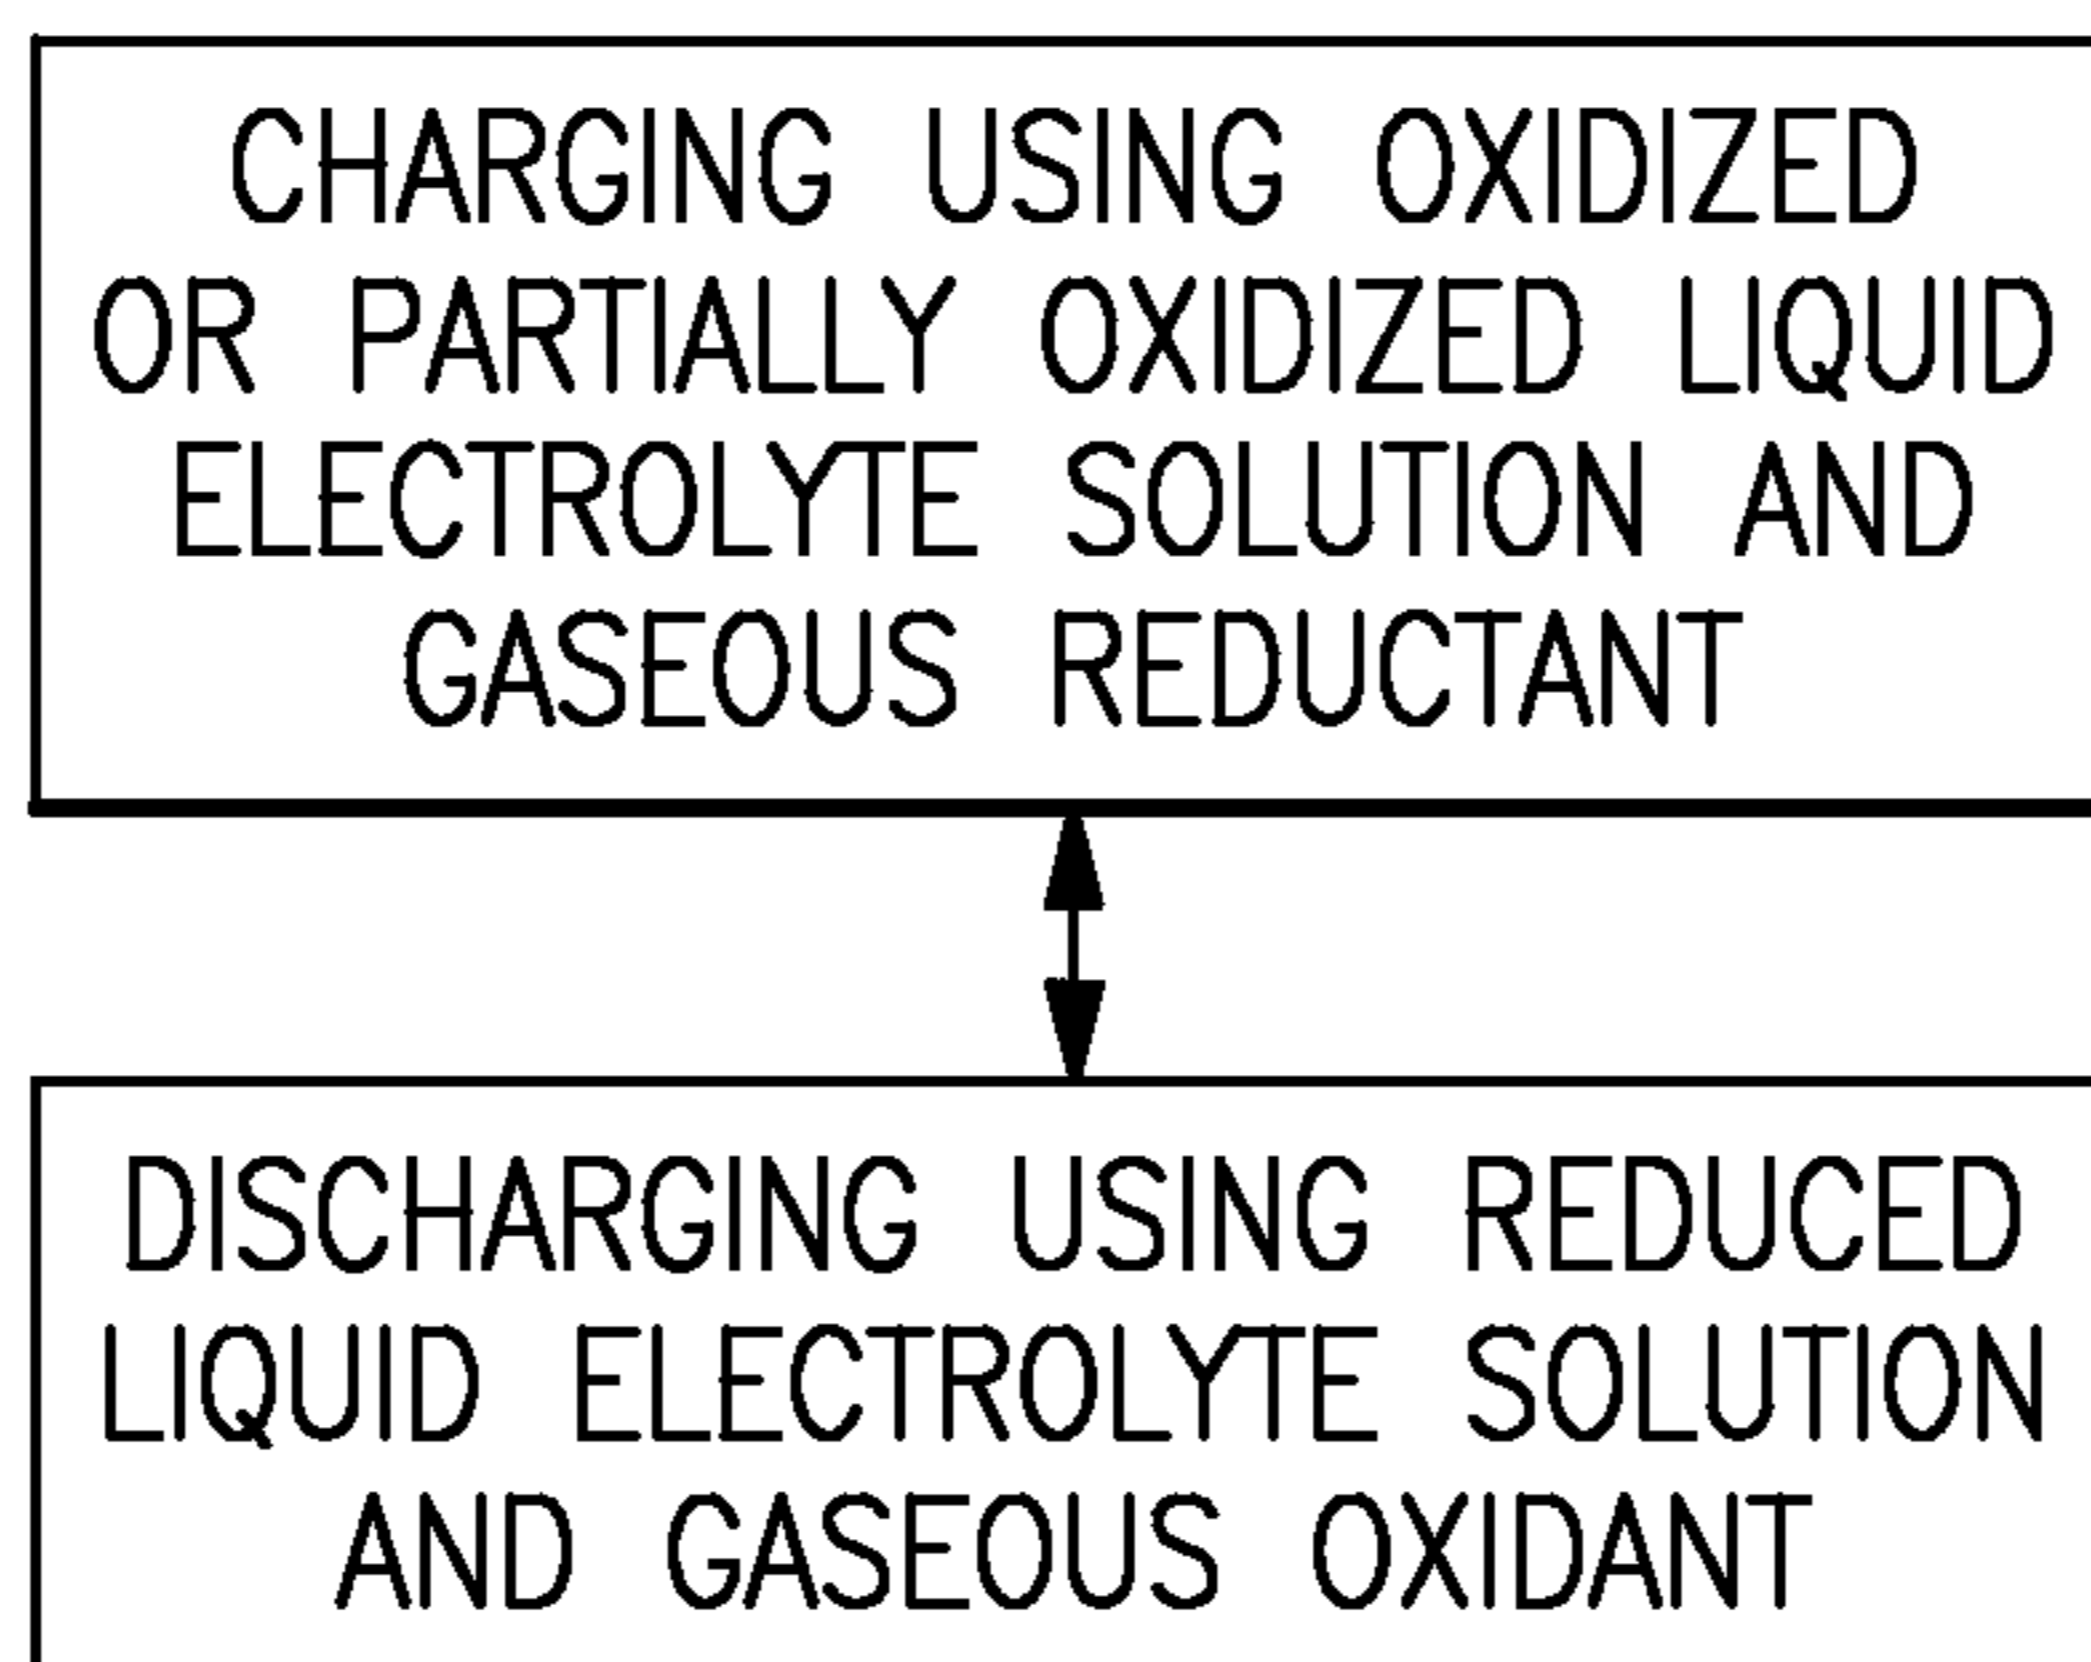 CHARGING USING OXIDIZED
OR PARTIALLY OXIDIZED LIQUID
ELECTROLYTE SOLUTION AND
GASEOUS REDUCTANT
DISCHARGING USING REDUCED
LIQUID ELECTROLYTE SOLUTION
AND GASEOUS OXIDANT